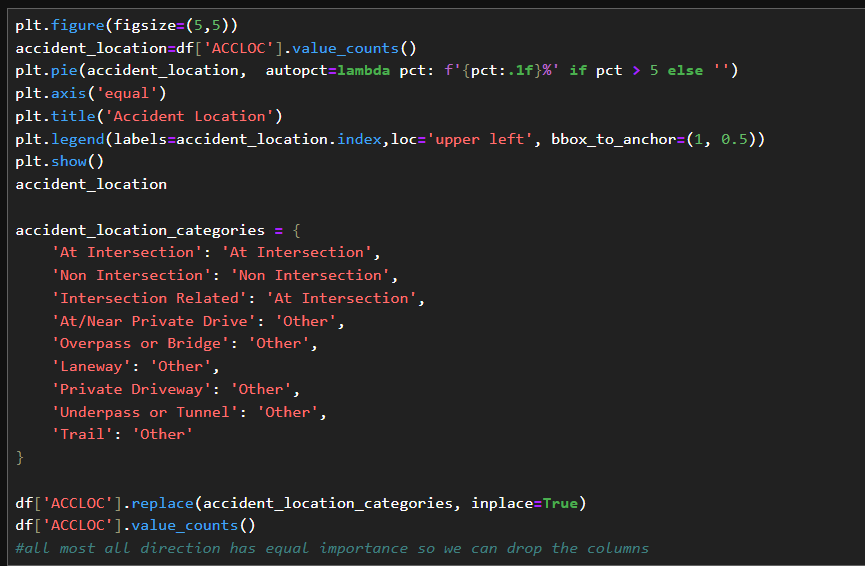 plt.figure(figsize=(5,5))
accident_location=df['ACCLOC'].value_counts()
plt.pie(accident_location,  autopct=lambda pct: f'{pct:.1f}%' if pct > 5 else '')
plt.axis('equal')
plt.title('Accident Location')
plt.legend(labels=accident_location.index,loc='upper left', bbox_to_anchor=(1, 0.5))
plt.show()
accident_location

accident_location_categories = {
    'At Intersection': 'At Intersection',
    'Non Intersection': 'Non Intersection',
    'Intersection Related': 'At Intersection',
    'At/Near Private Drive': 'Other',
    'Overpass or Bridge': 'Other',
    'Laneway': 'Other',
    'Private Driveway': 'Other',
    'Underpass or Tunnel': 'Other',
    'Trail': 'Other'
}

df['ACCLOC'].replace(accident_location_categories, inplace=True)
df['ACCLOC'].value_counts()
#all most all direction has equal importance so we can drop the columns